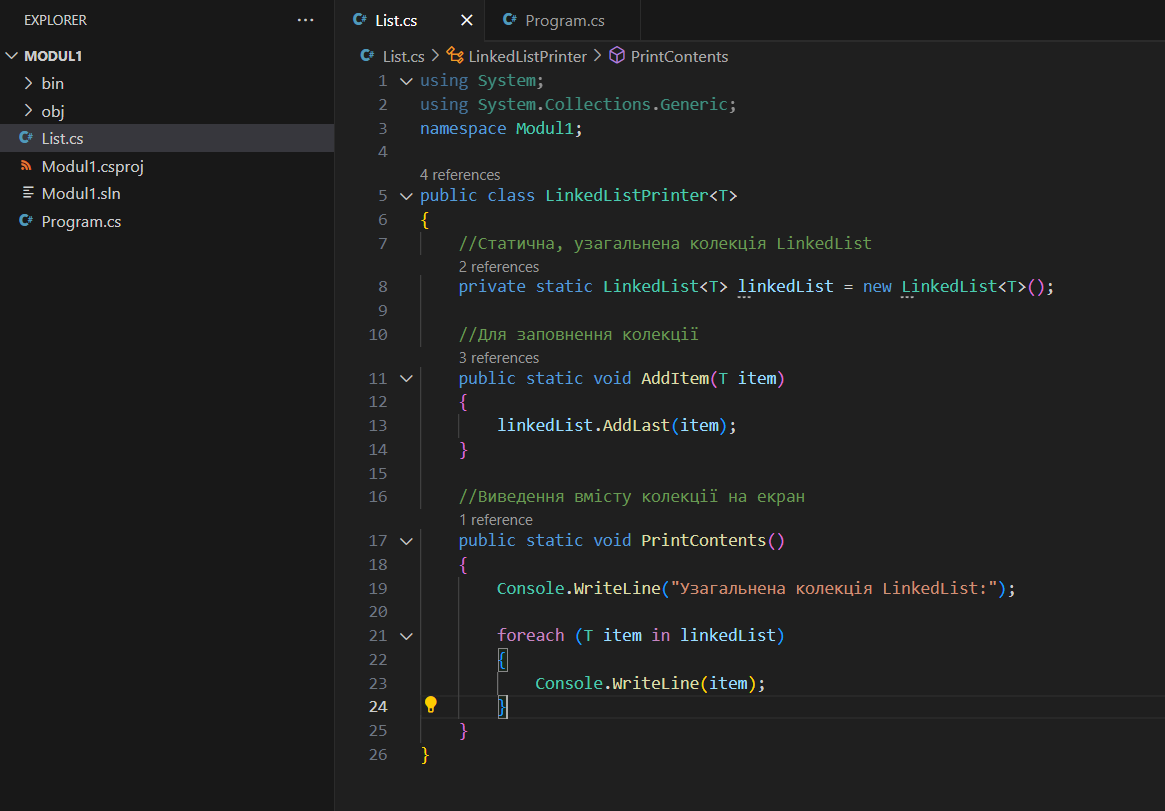 EXPLORER
MODUL1
bin
obj
C# List.cs
Modul1.csproj
Modul1.sln
C# Program.cs
C# List.cs
C# Program.cs
C# List.cs > LinkedListPrinter > PrintContents
1 using System;
2 using System.Collections.Generic;
3 namespace Modul1;
4
4 references
5 public class LinkedListPrinter<T>
6 {
7 //Статична, узагальнена колекція LinkedList
2 references
8 private static LinkedList<T> linkedList = new LinkedList<T>();
9
10 //Для заповнення колекції
3 references
11 public static void AddItem(T item)
12 {
13 linkedList.AddLast(item);
14 }
15
16 //Виведення вмісту колекції на екран
1 reference
17 public static void PrintContents()
18 {
19 Console.WriteLine("Узагальнена колекція LinkedList:");
20
21 foreach (T item in linkedList)
22 {
23 Console.WriteLine(item);
24 }
25 }
26 }